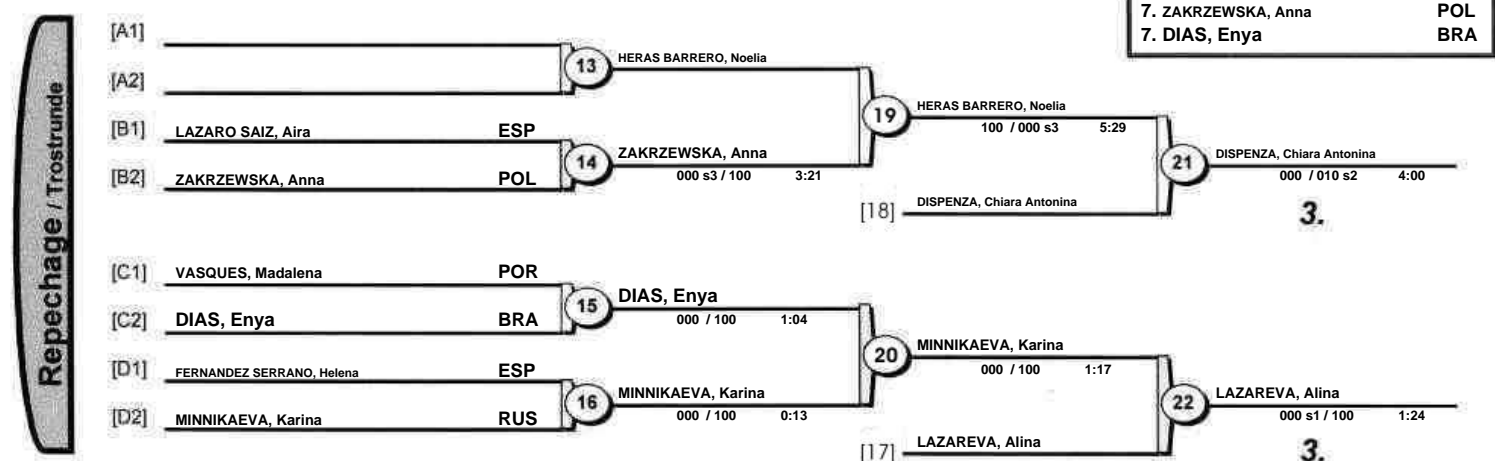 7. ZAKRZEWSKA, Anna POL
7. DIAS, Enya BRA
Repechage / Trostrunde
[A1]
[A2]
13
HERAS BARRERO, Noelia
[B1] LAZARO SAIZ, Aira ESP
[B2] ZAKRZEWSKA, Anna POL
14
ZAKRZEWSKA, Anna
000 s3 / 100 3:21
19
HERAS BARRERO, Noelia
100 / 000 s3 5:29
[18] DISPENZA, Chiara Antonina
21
DISPENZA, Chiara Antonina
000 / 010 s2 4:00
3.
[C1] VASQUES, Madalena POR
[C2] DIAS, Enya BRA
15
DIAS, Enya
000 / 100 1:04
[D1] FERNANDEZ SERRANO, Helena ESP
[D2] MINNIKAEVA, Karina RUS
16
MINNIKAEVA, Karina
000 / 100 0:13
20
MINNIKAEVA, Karina
000 / 100 1:17
[17] LAZAREVA, Alina
22
LAZAREVA, Alina
000 s1 / 100 1:24
3.